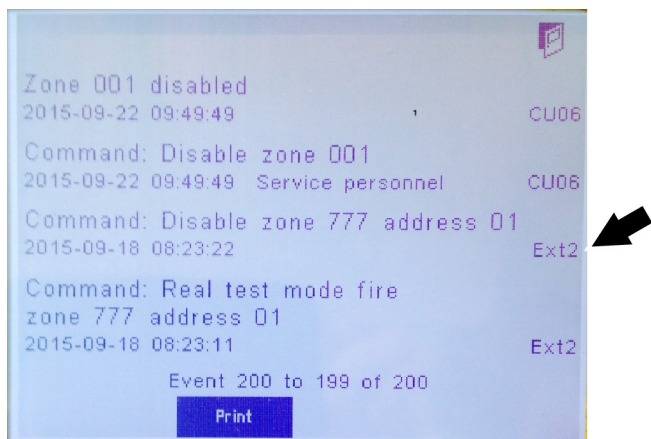 Zone 001 disabled
2015-09-22 09:49:49 CU06
Command: Disable zone 001
2015-09-22 09:49:49 Service personnel CU06
Command: Disable zone 777 address 01
2015-09-18 08:23:22 Ext2
Command: Real test mode fire
zone 777 address 01
2015-09-18 08:23:11 Ext2
Event 200 to 199 of 200
Print